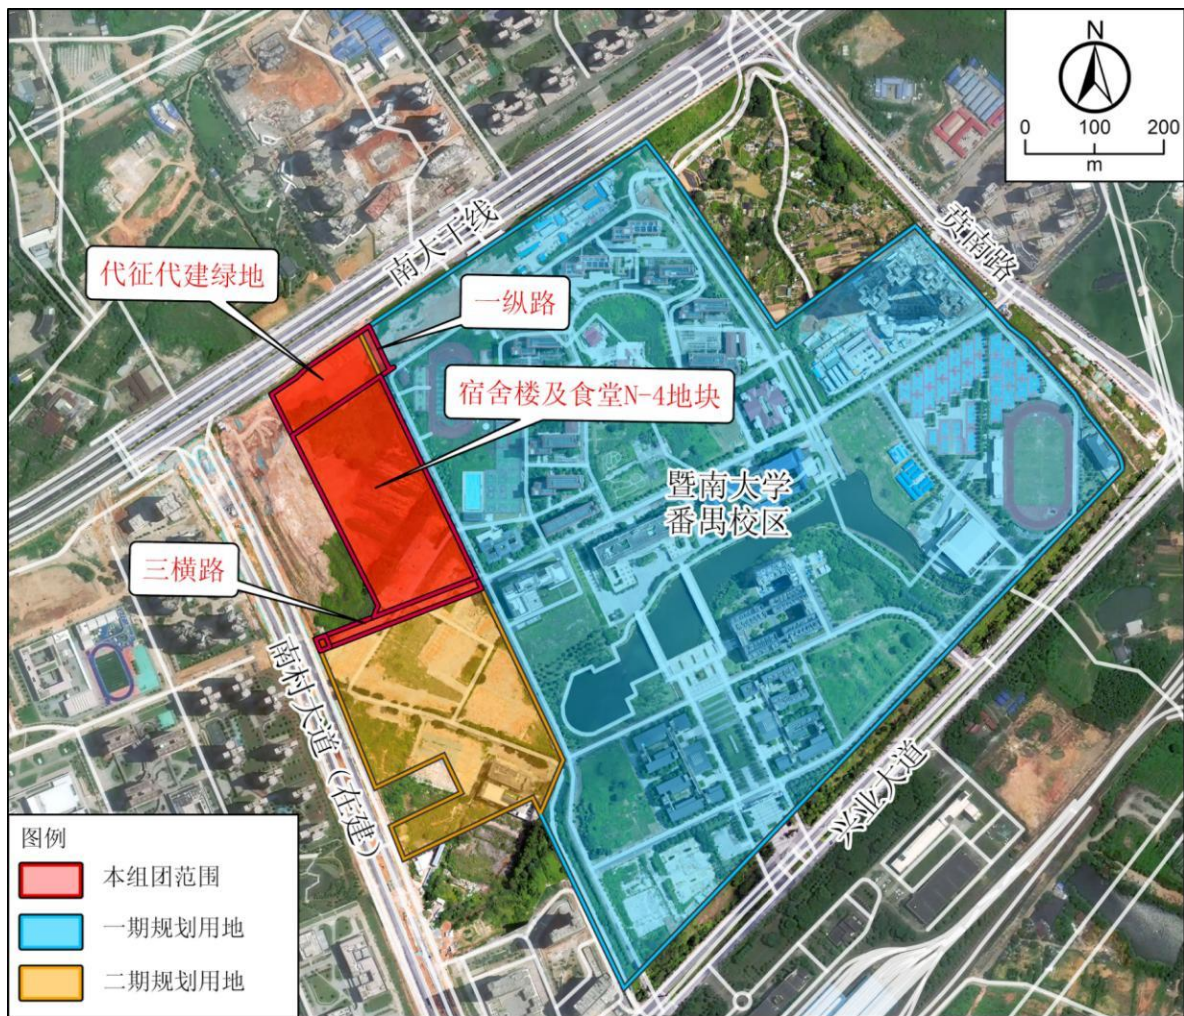 N
0 100 200
m
南大干线
贲南路
代征代建绿地
一纵路
宿舍楼及食堂N-4地块
暨南大学
番禺校区
三横路
南村大道（在建）
兴业大道
图例
本组团范围
一期规划用地
二期规划用地